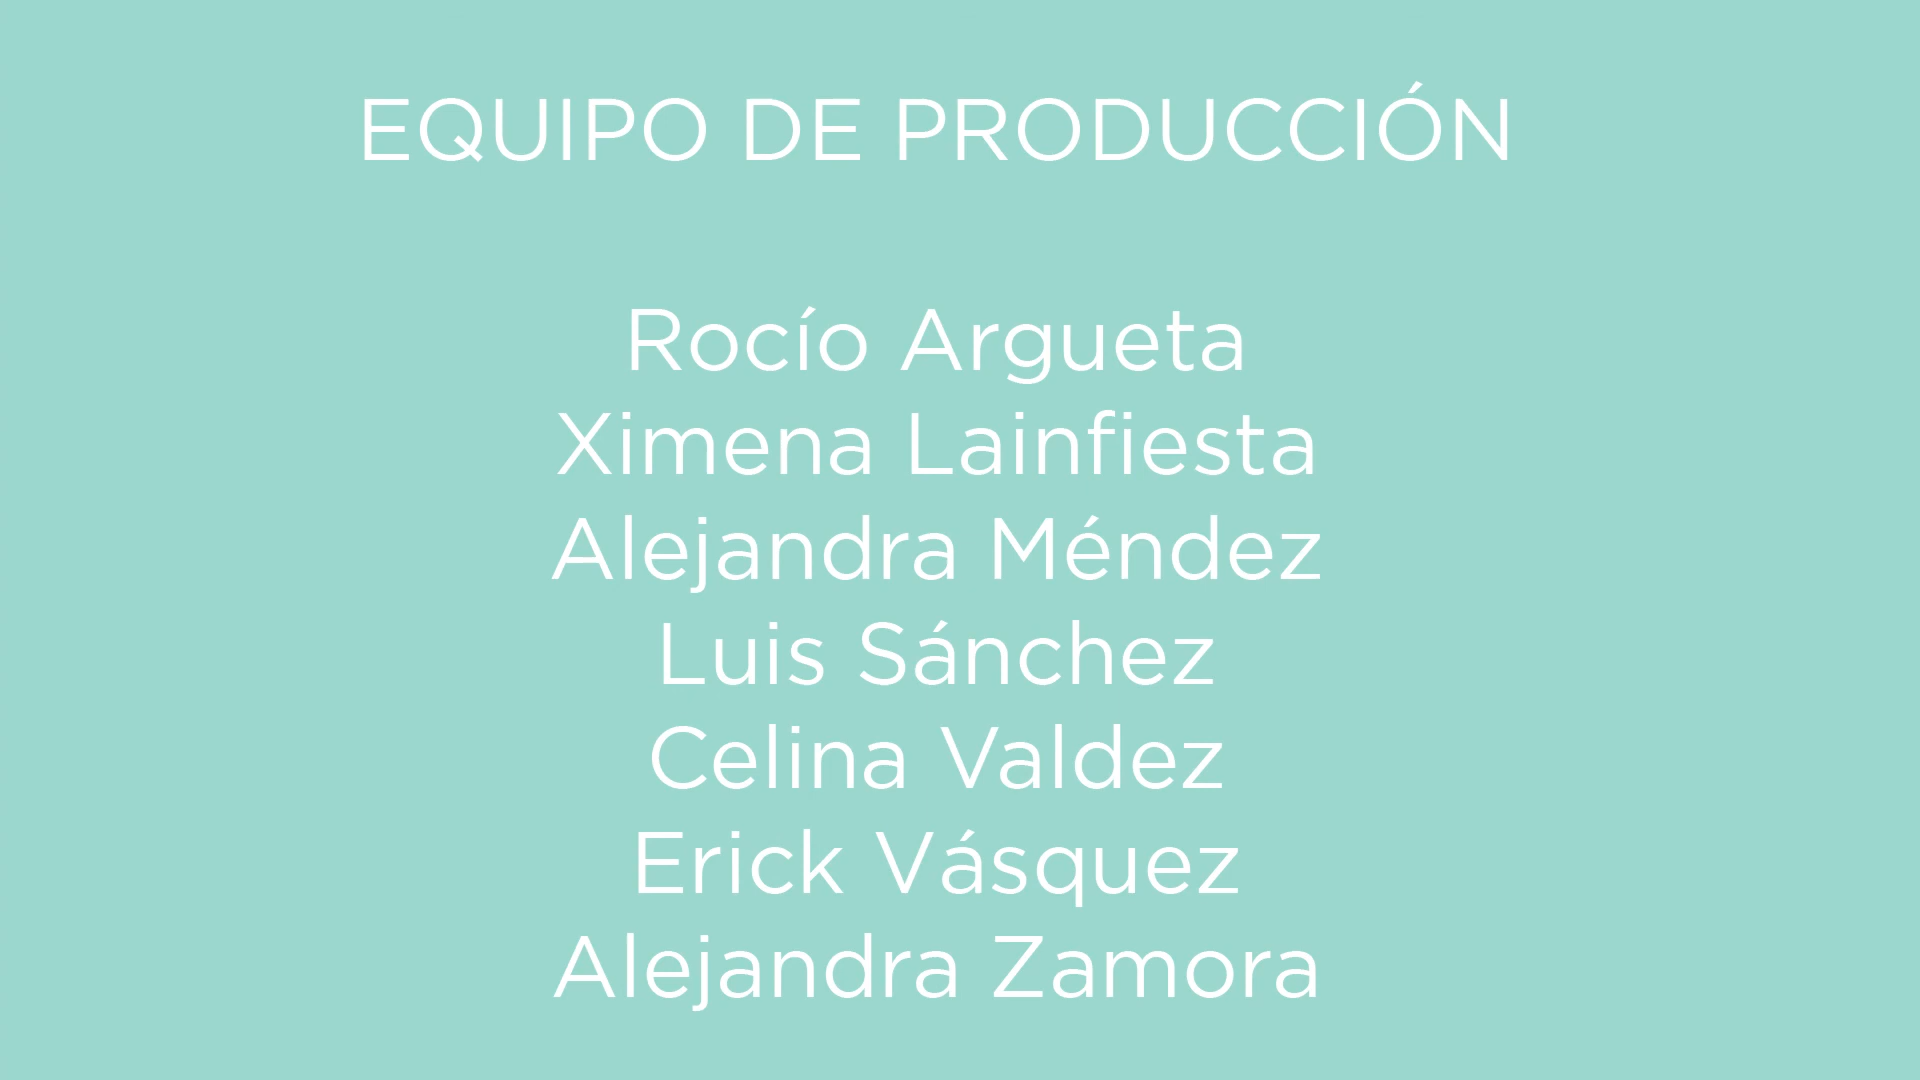 EQUIPO DE PRODUCCIÓN
Rocío Argueta
Ximena Lainfiesta
Alejandra Méndez
Luis Sánchez
Celina Valdez
Erick Vásquez
Alejandra Zamora